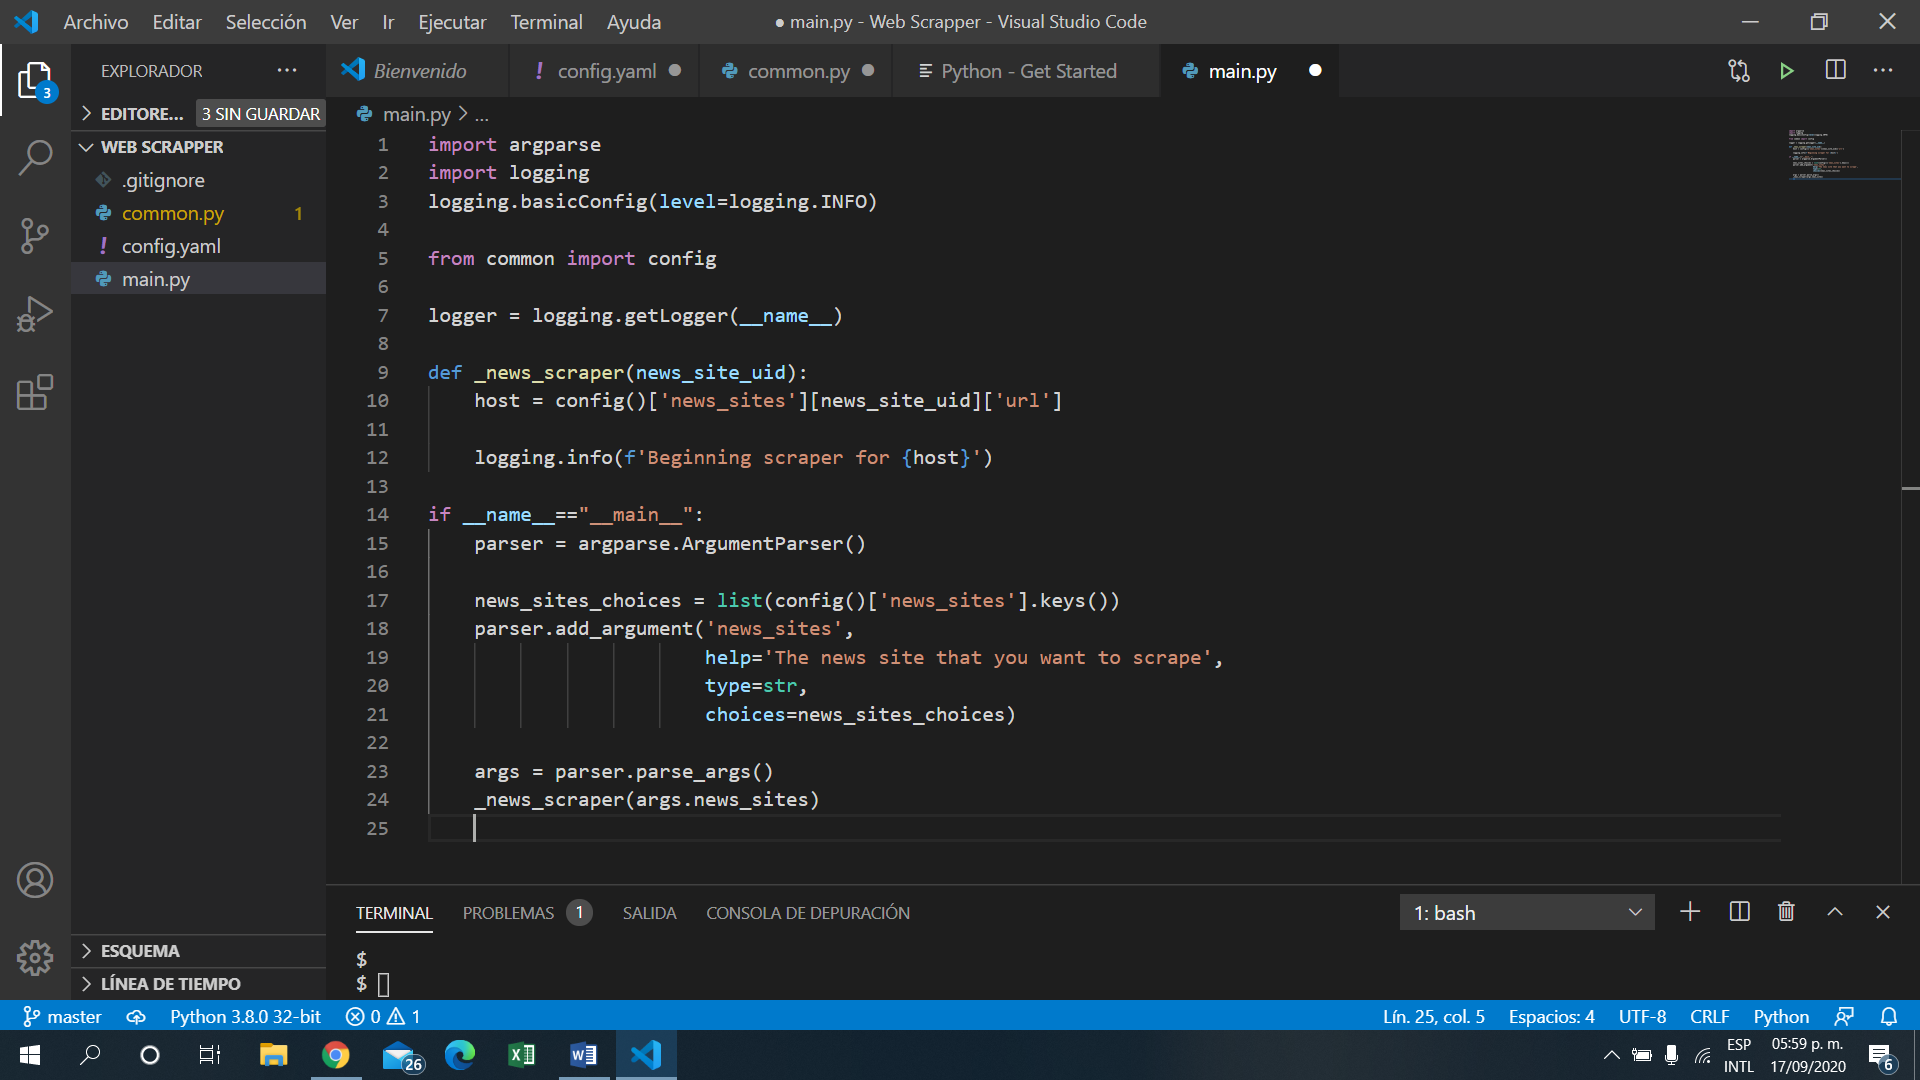 Archivo Editar Selección Ver Ir Ejecutar Terminal Ayuda ● main.py - Web Scrapper - Visual Studio Code
EXPLORADOR ...
Bienvenido ! config.yaml common.py Python - Get Started main.py
3
EDITORE... 3 SIN GUARDAR
WEB SCRAPPER
.gitignore
common.py 1
! config.yaml
main.py
main.py > ...
1 import argparse
2 import logging
3 logging.basicConfig(level=logging.INFO)
4
5 from common import config
6
7 logger = logging.getLogger(__name__)
8
9 def _news_scraper(news_site_uid):
10 host = config()['news_sites'][news_site_uid]['url']
11
12 logging.info(f'Beginning scraper for {host}')
13
14 if __name__=="__main__":
15 parser = argparse.ArgumentParser()
16
17 news_sites_choices = list(config()['news_sites'].keys())
18 parser.add_argument('news_sites',
19 help='The news site that you want to scrape',
20 type=str,
21 choices=news_sites_choices)
22
23 args = parser.parse_args()
24 _news_scraper(args.news_sites)
25
TERMINAL PROBLEMAS 1 SALIDA CONSOLA DE DEPURACIÓN 1: bash
$
$
ESQUEMA
LÍNEA DE TIEMPO
master Python 3.8.0 32-bit 0 1 Lín. 25, col. 5 Espacios: 4 UTF-8 CRLF Python
26 ESP INTL 05:59 p. m. 17/09/2020 6